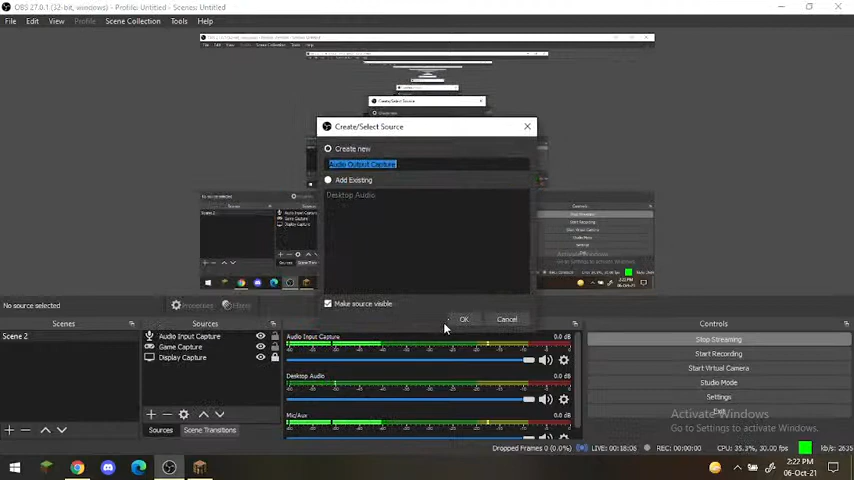 OBS 27.0.1 (32-bit, windows) - Profile: Untitled - Scenes: Untitled
File Edit View Profile Scene Collection Tools Help
Create/Select Source
Create new
Audio Output Capture
Add Existing
Desktop Audio
Make source visible
OK Cancel
No source selected
Properties Filters
Scenes Sources Controls
Scene 2
Audio Input Capture
Game Capture
Display Capture
Audio Input Capture 0.0 dB
Desktop Audio 0.0 dB
Mic/Aux 0.0 dB
Stop Streaming
Start Recording
Start Virtual Camera
Studio Mode
Settings
Exit
Sources Scene Transitions
Activate Windows
Go to Settings to activate Windows.
Dropped Frames 0 (0.0%) LIVE: 00:18:06 REC: 00:00:00 CPU: 35.3%, 30.00 fps kb/s: 2635
2:22 PM
06-Oct-21